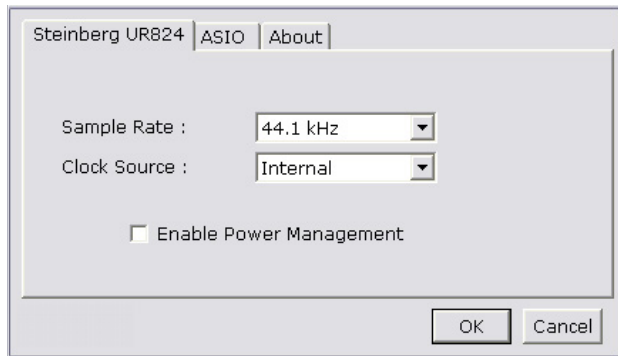 Steinberg UR824 ASIO About
Sample Rate : 44.1 kHz
Clock Source : Internal
Enable Power Management
OK Cancel